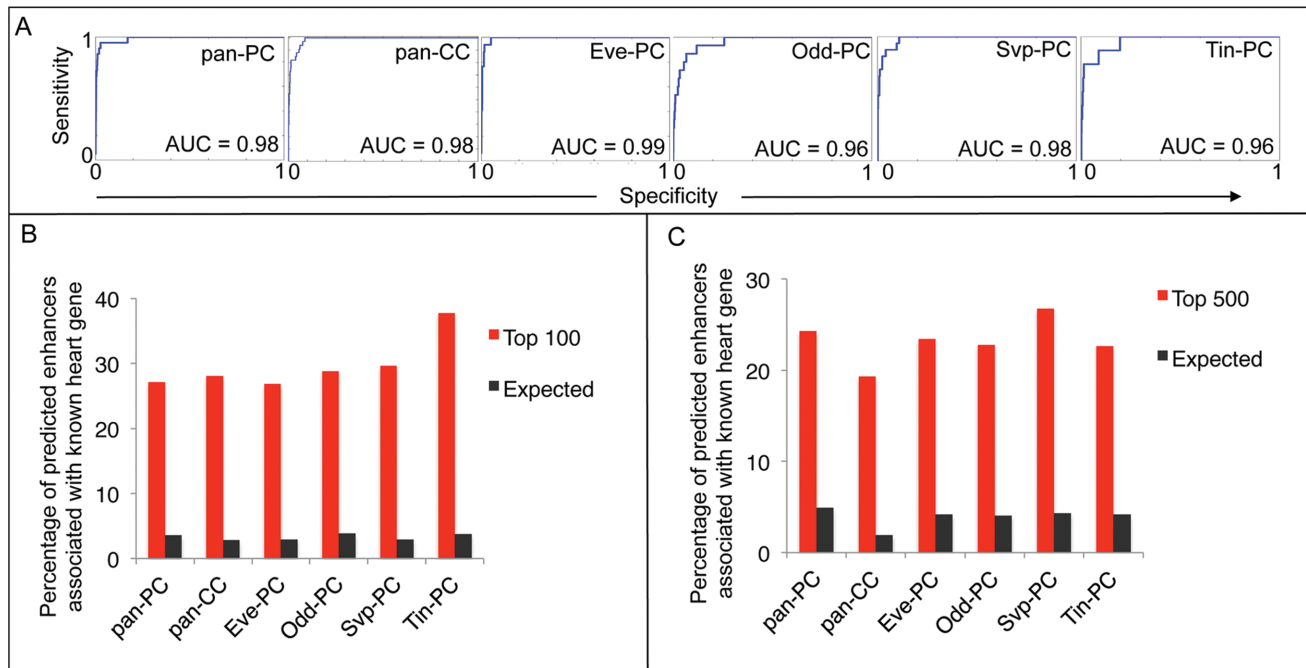 A
Sensitivity
1
0
pan-PC
AUC = 0.98
0
1
pan-CC
AUC = 0.98
0
1
Eve-PC
AUC = 0.99
0
1
Odd-PC
AUC = 0.96
0
1
Svp-PC
AUC = 0.98
0
1
Tin-PC
AUC = 0.96
0
1
Specificity
B
Percentage of predicted enhancers
associated with known heart gene
40
30
20
10
0
pan-PC
pan-CC
Eve-PC
Odd-PC
Svp-PC
Tin-PC
Top 100
Expected
C
Percentage of predicted enhancers
associated with known heart gene
30
20
10
0
pan-PC
pan-CC
Eve-PC
Odd-PC
Svp-PC
Tin-PC
Top 500
Expected